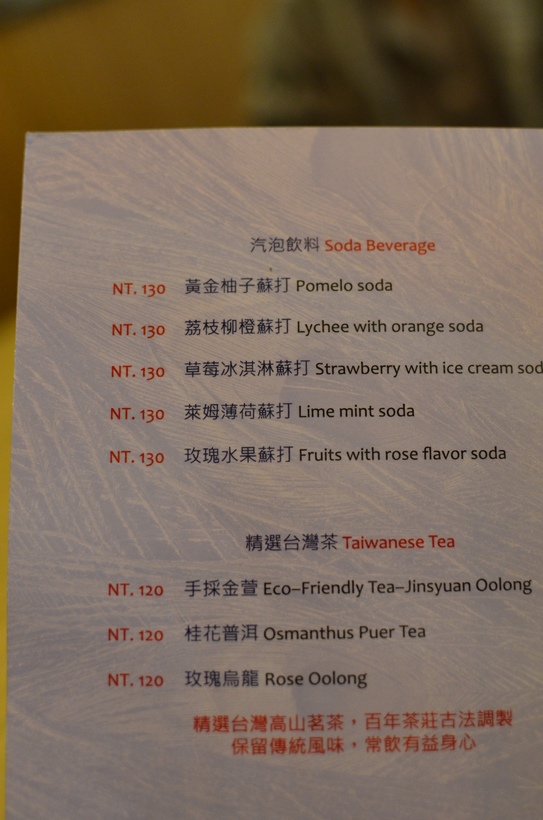 汽泡飲料 Soda Beverage
NT. 130 黃金柚子蘇打 Pomelo soda
NT. 130 荔枝柳橙蘇打 Lychee with orange soda
NT. 130 草莓冰淇淋蘇打 Strawberry with ice cream sod
NT. 130 萊姆薄荷蘇打 Lime mint soda
NT. 130 玫瑰水果蘇打 Fruits with rose flavor soda
精選台灣茶 Taiwanese Tea
NT. 120 手採金萱 Eco–Friendly Tea–Jinsyuan Oolong
NT. 120 桂花普洱 Osmanthus Puer Tea
NT. 120 玫瑰烏龍 Rose Oolong
精選台灣高山茗茶，百年茶莊古法調製
保留傳統風味，常飲有益身心